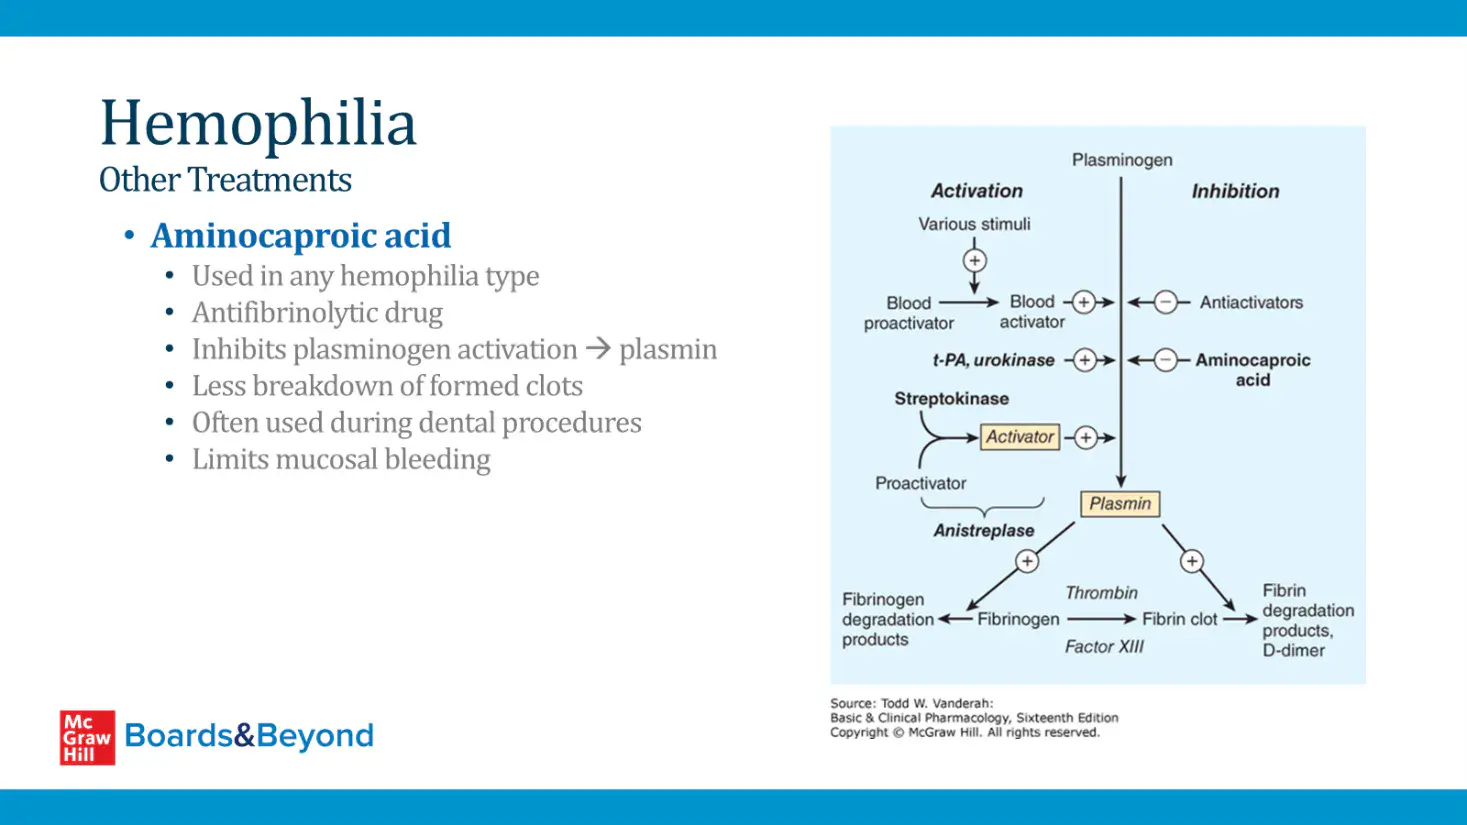 Hemophilia
Other Treatments
• Aminocaproic acid
• Used in any hemophilia type
• Antifibrinolytic drug
• Inhibits plasminogen activation → plasmin
• Less breakdown of formed clots
• Often used during dental procedures
• Limits mucosal bleeding
Plasminogen
Activation
Inhibition
Various stimuli
+
Blood
proactivator
Blood
activator
+
−
Antiactivators
t-PA, urokinase
+
−
Aminocaproic
acid
Streptokinase
Activator
+
Proactivator
Anistreplase
Plasmin
+
+
Fibrinogen
degradation
products
Fibrinogen
Thrombin
Factor XIII
Fibrin clot
Fibrin
degradation
products,
D-dimer
Source: Todd W. Vanderah:
Basic & Clinical Pharmacology, Sixteenth Edition
Copyright © McGraw Hill. All rights reserved.
Mc
Graw
Hill
Boards&Beyond